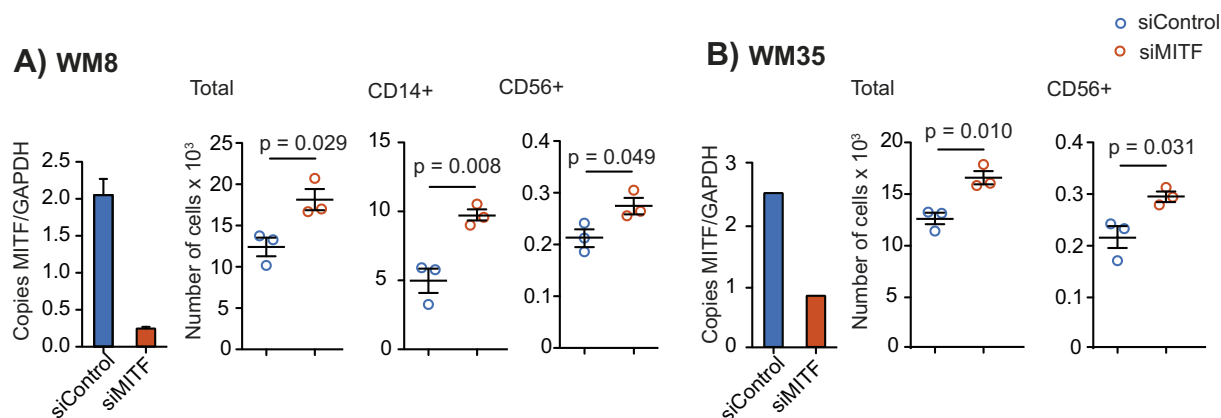 siControl
siMITF
A) WM8
Total
CD14+
CD56+
Copies MITF/GAPDH
2.5
2.0
1.5
1.0
0.5
0.0
siControl
siMITF
Number of cells x 10³
25
20
15
10
5
0
p = 0.029
15
10
5
0
p = 0.008
0.4
0.3
0.2
0.1
0
p = 0.049
B) WM35
Total
CD56+
Copies MITF/GAPDH
3
2
1
0
siControl
siMITF
Number of cells x 10³
20
15
10
5
0
p = 0.010
0.4
0.3
0.2
0.1
0
p = 0.031